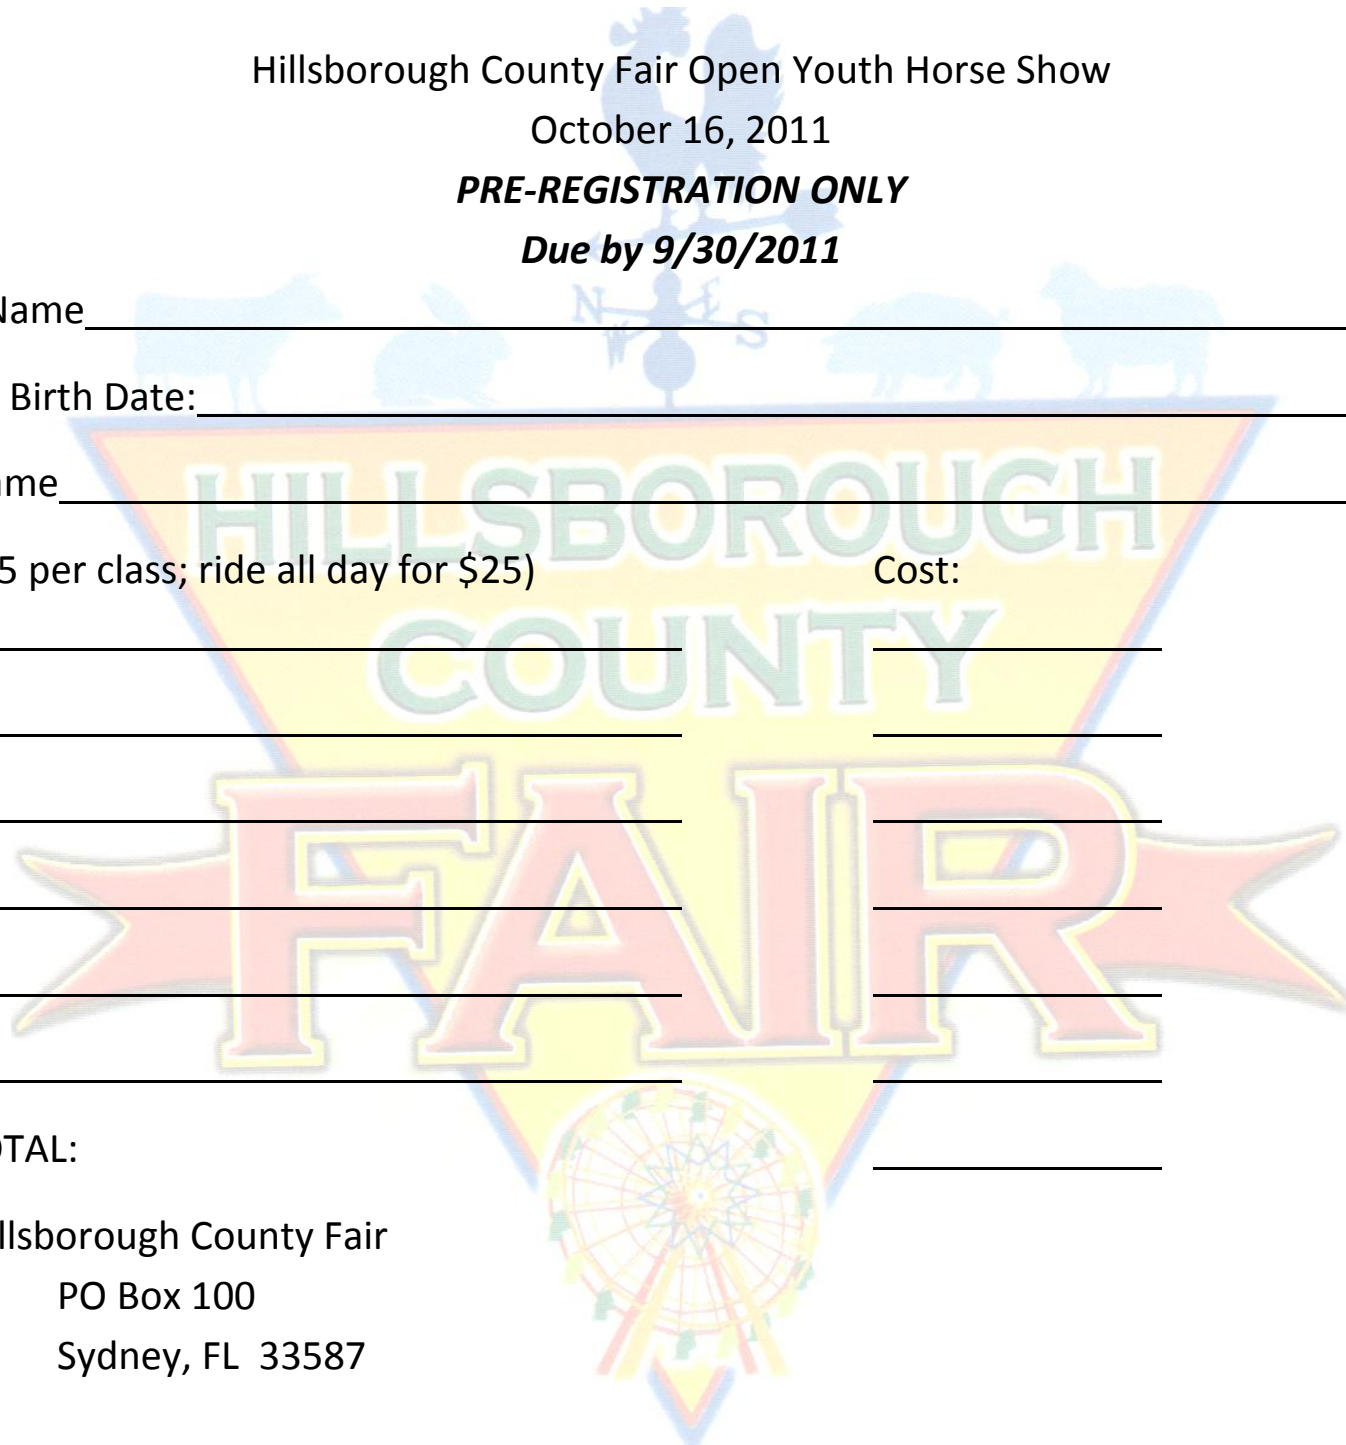 Hillsborough County Fair Open Youth Horse Show
October 16, 2011
PRE-REGISTRATION ONLY
Due by 9/30/2011
N E
W S
Name
Birth Date:
ame
HILLSBOROUGH
5 per class; ride all day for $25) Cost:
COUNTY
FAIR
OTAL:
llsborough County Fair
PO Box 100
Sydney, FL 33587